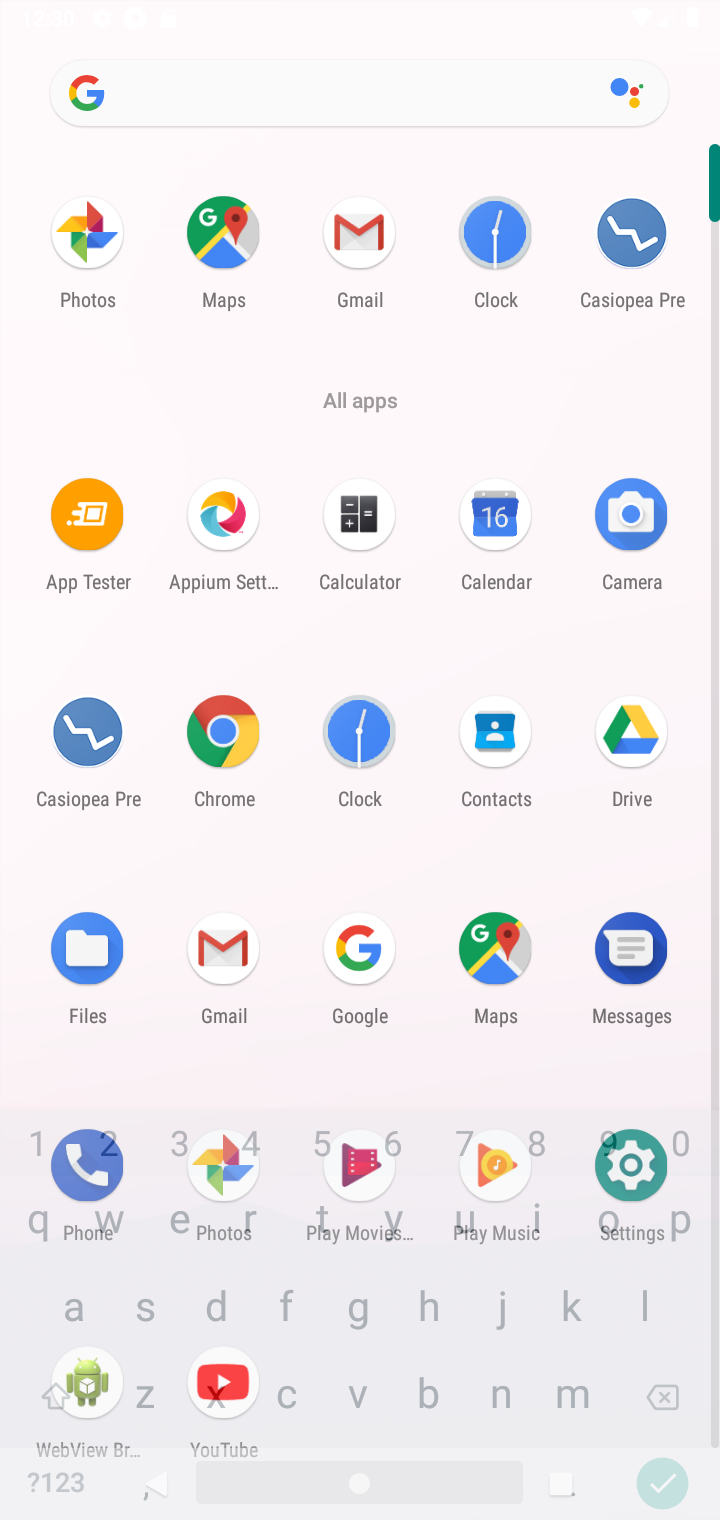 12:30
Photos Maps Gmail Clock Casiopea Pre
All apps
App Tester Appium Sett... Calculator Calendar Camera
Casiopea Pre Chrome Clock Contacts Drive
Files Gmail Google Maps Messages
1 2 3 4 5 6 7 8 9 0
q w e r t y u i o p
Phone Photos Play Movies... Play Music Settings
a s d f g h j k l
z x c v b n m
WebView Br... YouTube
?123 , .